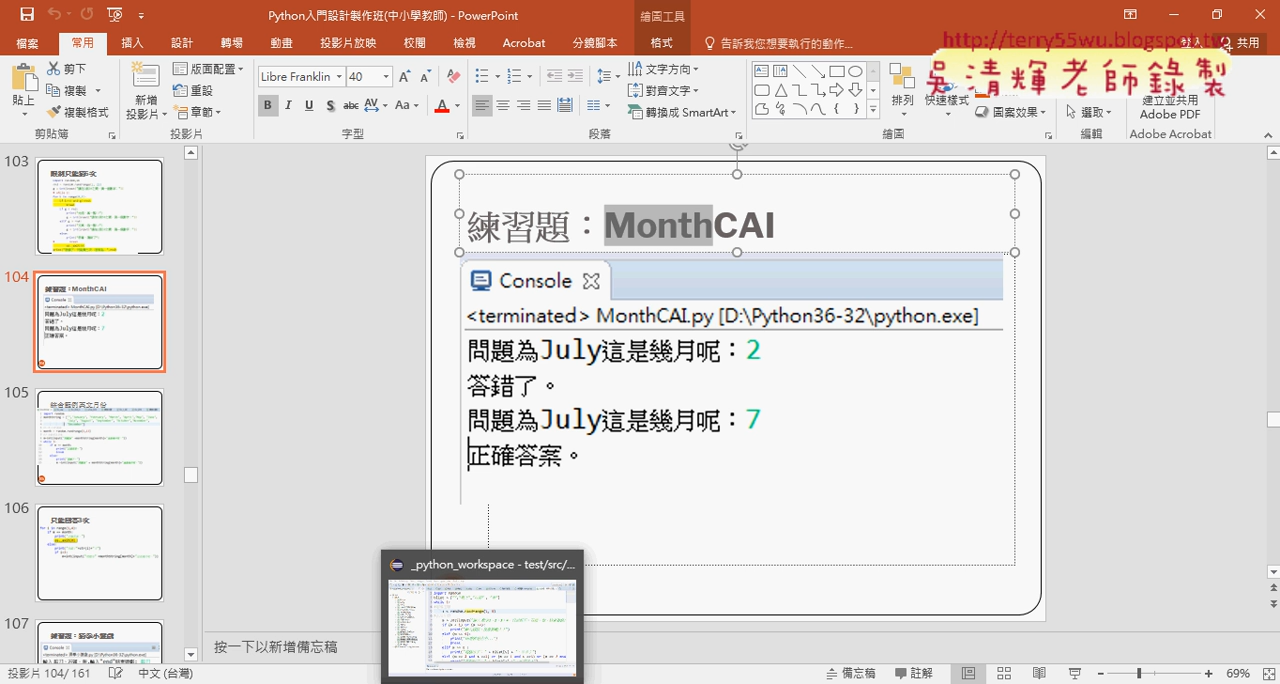 Python入門設計製作班(中小學教師) - PowerPoint
繪圖工具
檔案 常用 插入 設計 轉場 動畫 投影片放映 校閱 檢視 Acrobat 分鏡腳本 格式 告訴我您想要執行的動作... 登入 共用
http://terry55wu.blogspot.tw
吳清輝老師錄製
貼上 剪下 複製 複製格式 剪貼簿
新增投影片 版面配置 重設 章節 投影片
Libre Franklin 40 字型
B I U S abc AV Aa A
文字方向 對齊文字 轉換成 SmartArt 段落
排列 快速樣式 圖案效果 繪圖
選取 編輯
建立並共用
Adobe PDF
Adobe Acrobat
103
104
105
106
107
練習題：MonthCAI
Console
<terminated> MonthCAI.py [D:\Python36-32\python.exe]
問題為July這是幾月呢：2
答錯了。
問題為July這是幾月呢：7
正確答案。
_python_workspace - test/src/...
按一下以新增備忘稿
投影片 104/161 中文 (台灣) 備忘稿 註解 69%